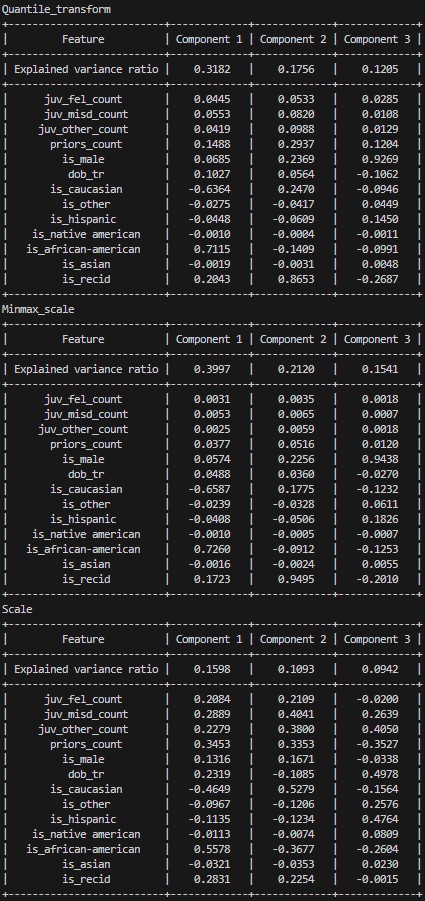 Quantile_transform
+-----------------------------+---------------+---------------+---------------+
| Feature | Component 1 | Component 2 | Component 3 |
+-----------------------------+---------------+---------------+---------------+
| Explained variance ratio | 0.3182 | 0.1756 | 0.1205 |
+-----------------------------+---------------+---------------+---------------+
| juv_fel_count | 0.0445 | 0.0533 | 0.0285 |
| juv_misd_count | 0.0553 | 0.0820 | 0.0108 |
| juv_other_count | 0.0419 | 0.0988 | 0.0129 |
| priors_count | 0.1488 | 0.2937 | 0.1204 |
| is_male | 0.0685 | 0.2369 | 0.9269 |
| dob_tr | 0.1027 | 0.0564 | -0.1062 |
| is_caucasian | -0.6364 | 0.2470 | -0.0946 |
| is_other | -0.0275 | -0.0417 | 0.0449 |
| is_hispanic | -0.0448 | -0.0609 | 0.1450 |
| is_native american | -0.0010 | -0.0004 | -0.0011 |
| is_african-american | 0.7115 | -0.1409 | -0.0991 |
| is_asian | -0.0019 | -0.0031 | 0.0048 |
| is_recid | 0.2043 | 0.8653 | -0.2687 |
+-----------------------------+---------------+---------------+---------------+
Minmax_scale
+-----------------------------+---------------+---------------+---------------+
| Feature | Component 1 | Component 2 | Component 3 |
+-----------------------------+---------------+---------------+---------------+
| Explained variance ratio | 0.3997 | 0.2120 | 0.1541 |
+-----------------------------+---------------+---------------+---------------+
| juv_fel_count | 0.0031 | 0.0035 | 0.0018 |
| juv_misd_count | 0.0053 | 0.0065 | 0.0007 |
| juv_other_count | 0.0025 | 0.0059 | 0.0018 |
| priors_count | 0.0377 | 0.0516 | 0.0120 |
| is_male | 0.0574 | 0.2256 | 0.9438 |
| dob_tr | 0.0488 | 0.0360 | -0.0270 |
| is_caucasian | -0.6587 | 0.1775 | -0.1232 |
| is_other | -0.0239 | -0.0328 | 0.0611 |
| is_hispanic | -0.0408 | -0.0506 | 0.1826 |
| is_native american | -0.0010 | -0.0005 | -0.0007 |
| is_african-american | 0.7260 | -0.0912 | -0.1253 |
| is_asian | -0.0016 | -0.0024 | 0.0055 |
| is_recid | 0.1723 | 0.9495 | -0.2010 |
+-----------------------------+---------------+---------------+---------------+
Scale
+-----------------------------+---------------+---------------+---------------+
| Feature | Component 1 | Component 2 | Component 3 |
+-----------------------------+---------------+---------------+---------------+
| Explained variance ratio | 0.1598 | 0.1093 | 0.0942 |
+-----------------------------+---------------+---------------+---------------+
| juv_fel_count | 0.2084 | 0.2109 | -0.0200 |
| juv_misd_count | 0.2889 | 0.4041 | 0.2639 |
| juv_other_count | 0.2279 | 0.3800 | 0.4050 |
| priors_count | 0.3453 | 0.3353 | -0.3527 |
| is_male | 0.1316 | 0.1671 | -0.0338 |
| dob_tr | 0.2319 | -0.1085 | 0.4978 |
| is_caucasian | -0.4649 | 0.5279 | -0.1564 |
| is_other | -0.0967 | -0.1206 | 0.2576 |
| is_hispanic | -0.1135 | -0.1234 | 0.4764 |
| is_native american | -0.0113 | -0.0074 | 0.0809 |
| is_african-american | 0.5578 | -0.3677 | -0.2604 |
| is_asian | -0.0321 | -0.0353 | 0.0230 |
| is_recid | 0.2831 | 0.2254 | -0.0015 |
+-----------------------------+---------------+---------------+---------------+